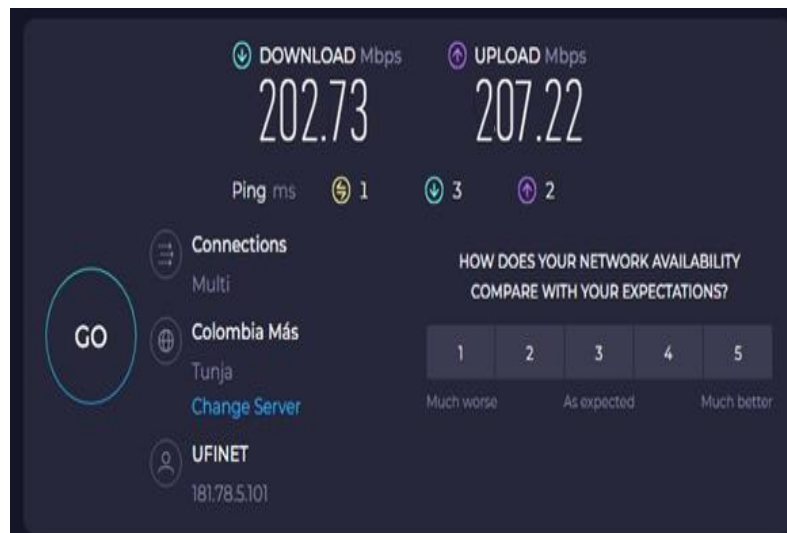 DOWNLOAD Mbps
202.73
UPLOAD Mbps
207.22
Ping ms 1 3 2
Connections
Multi
GO
Colombia Más
Tunja
Change Server
UFINET
181.78.5.101
HOW DOES YOUR NETWORK AVAILABILITY
COMPARE WITH YOUR EXPECTATIONS?
1 2 3 4 5
Much worse As expected Much better